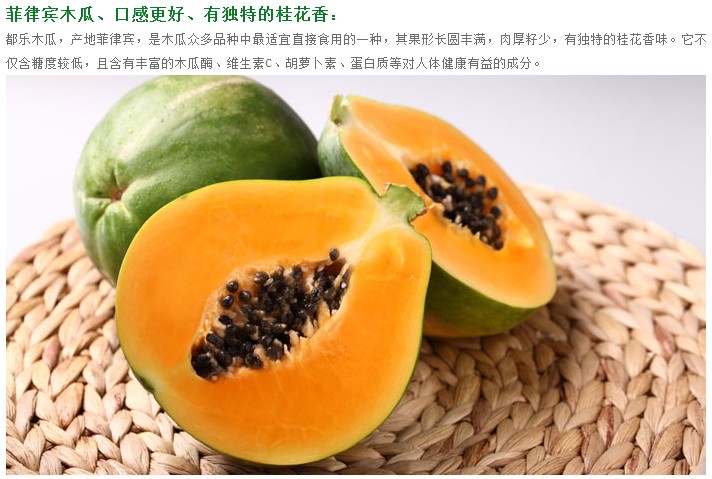 菲律宾木瓜、口感更好、有独特的桂花香：
都乐木瓜，产地菲律宾，是木瓜众多品种中最适宜直接食用的一种，其果形长圆丰满，肉厚籽少，有独特的桂花香味。它不
仅含糖度较低，且含有丰富的木瓜酶、维生素C、胡萝卜素、蛋白质等对人体健康有益的成分。